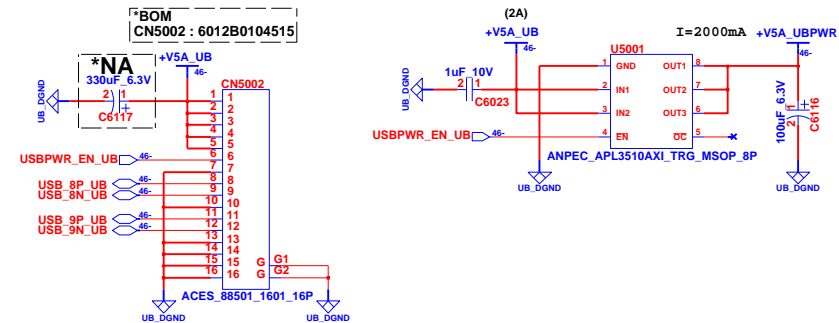 *BOM
CN5002 : 6012B0104515
*NA
330uF_6.3V
2 1
+
C6117
UB_DGND
+V5A_UB
46-
CN5002
1 1
2 2
3 3
4 4
5 5
USBPWR_EN_UB 46- 6 6
7 7
USB_8P_UB 46- 8 8
USB_8N_UB 46- 9 9
10 10
USB_9P_UB 46- 11 11
USB_9N_UB 46- 12 12
13 13
14 14
15 15 G G1
16 16 G G2
ACES_88501_1601_16P
UB_DGND
UB_DGND
(2A)
+V5A_UB
46-
I=2000mA
+V5A_UBPWR
46-
U5001
1uF_10V
2 1
C6023
UB_DGND
1 GND OUT1 8
2 IN1 OUT2 7
3 IN2 OUT3 6
USBPWR_EN_UB 46- 4 EN OC 5
ANPEC_APL3510AXI_TRG_MSOP_8P
UB_DGND
100uF_6.3V
2 1
+
C6116
UB_DGND